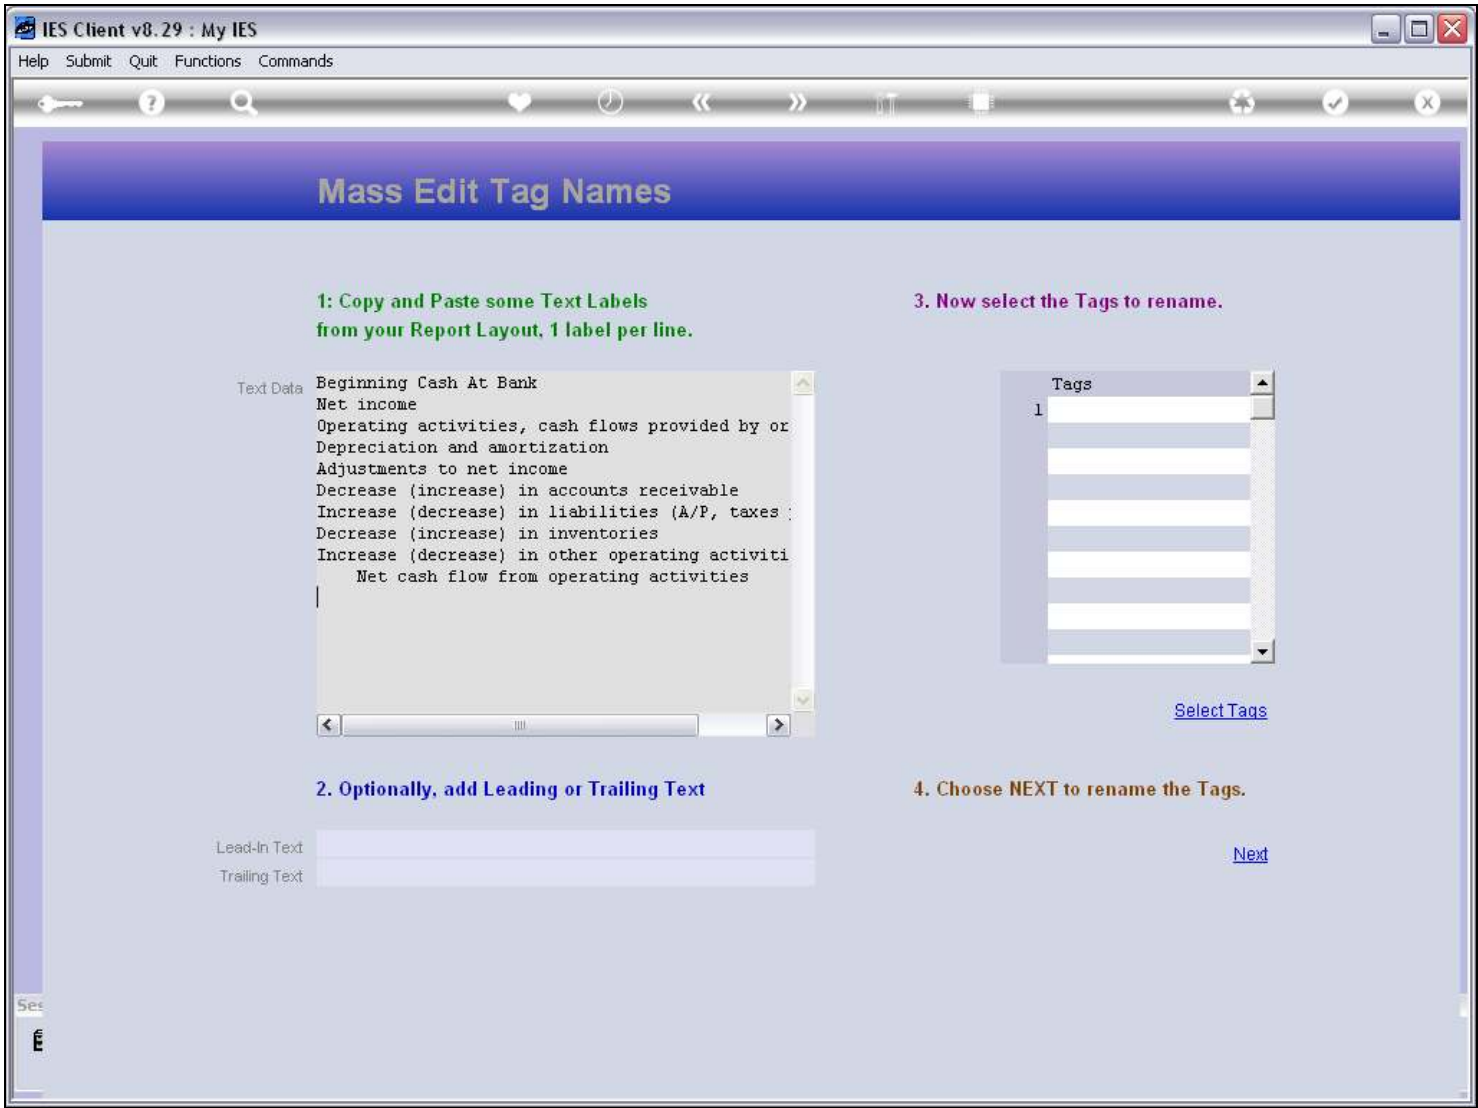 IES Client v8.29 : My IES
Help Submit Quit Functions Commands
Mass Edit Tag Names
1: Copy and Paste some Text Labels
from your Report Layout, 1 label per line.
Text Data
Beginning Cash At Bank
Net income
Operating activities, cash flows provided by or
Depreciation and amortization
Adjustments to net income
Decrease (increase) in accounts receivable
Increase (decrease) in liabilities (A/P, taxes
Decrease (increase) in inventories
Increase (decrease) in other operating activiti
Net cash flow from operating activities
2. Optionally, add Leading or Trailing Text
Lead-In Text
Trailing Text
3. Now select the Tags to rename.
Tags
1
Select Tags
4. Choose NEXT to rename the Tags.
Next
Ses